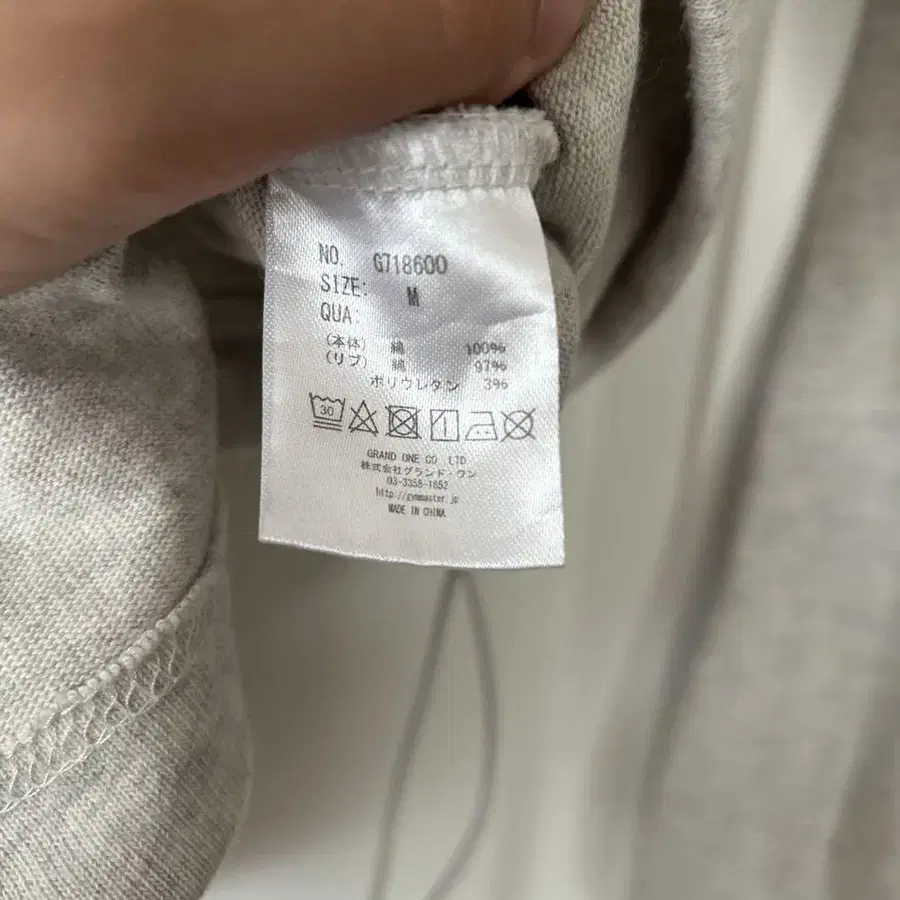 NO. G718600
SIZE: M
QUA:
(本体) 綿 100%
(リブ) 綿 97%
ポリウレタン 3%
30
GRAND ONE CO LTD
株式会社グランド・ワン
03-3358-1652
http://gymmaster.jp
MADE IN CHINA